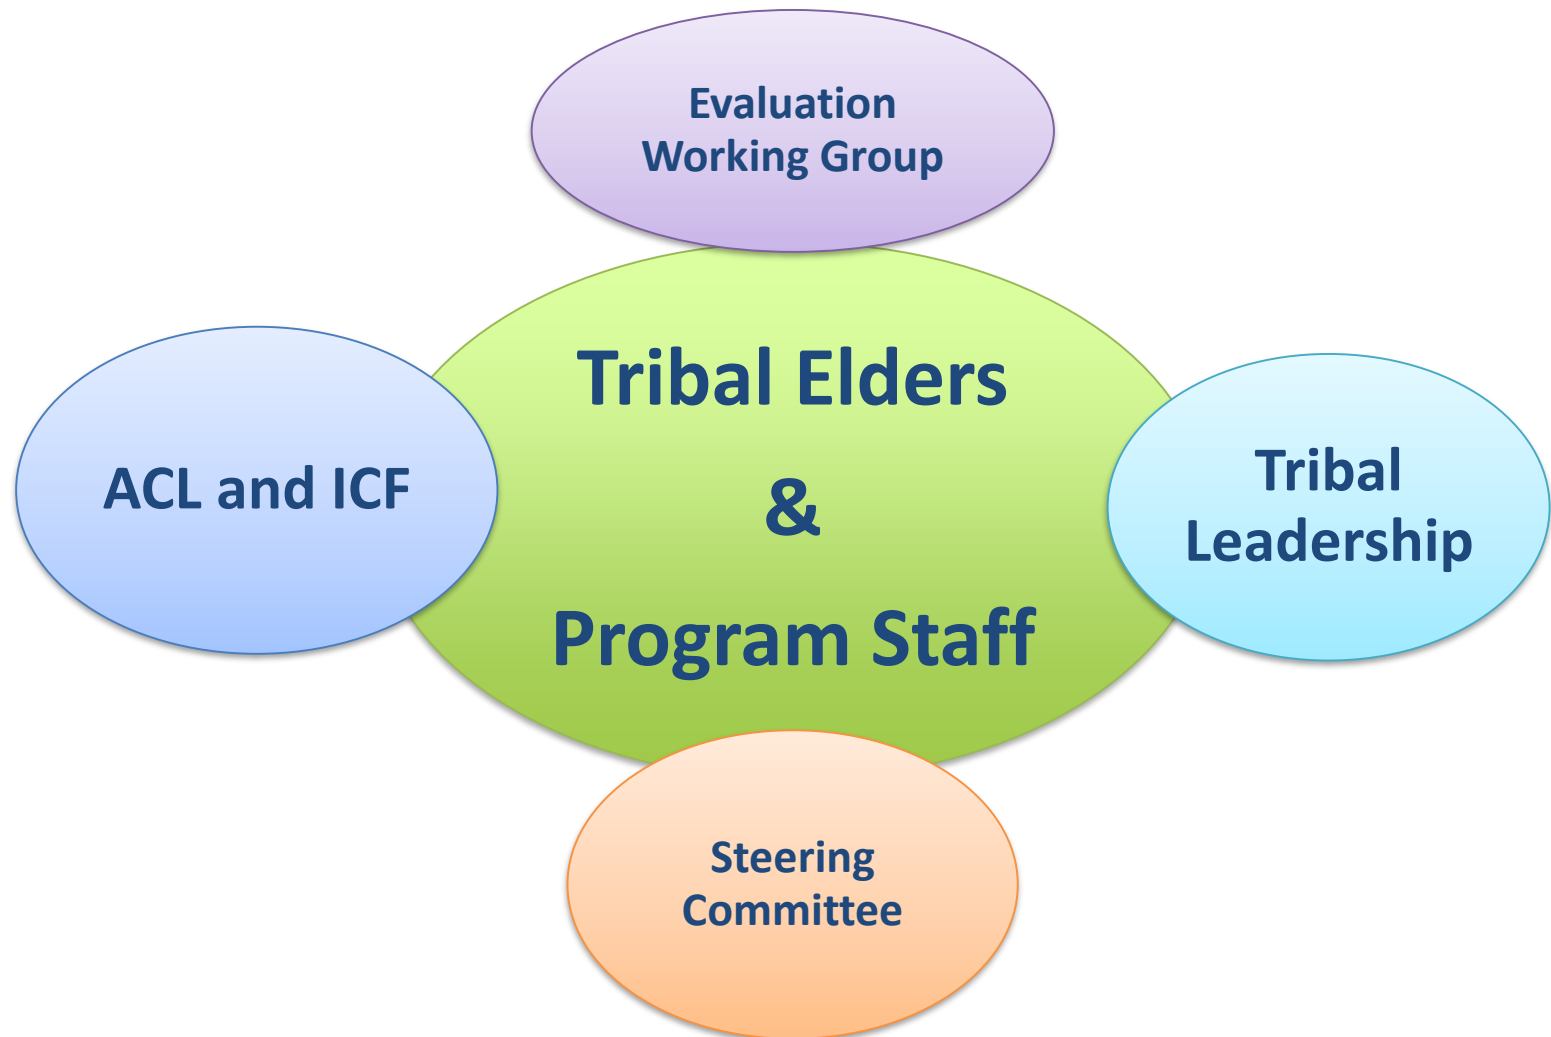 Evaluation
Working Group
Tribal Elders
&
Program Staff
ACL and ICF
Tribal
Leadership
Steering
Committee